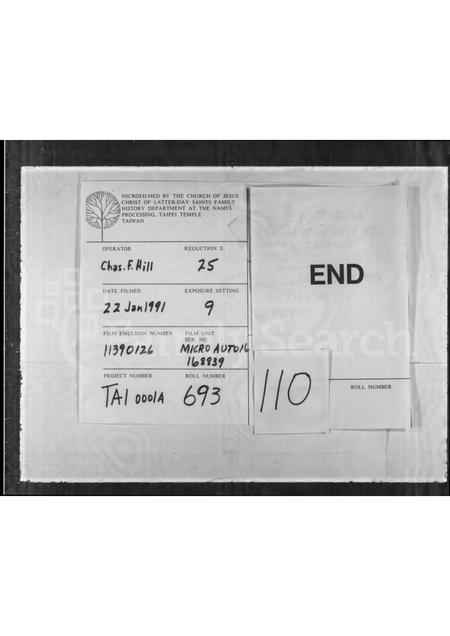 MICROFILMED BY THE CHURCH OF JESUS
CHRIST OF LATTER-DAY SAINTS FAMILY
HISTORY DEPARTMENT AT THE NAMES
PROCESSING, TAIPEI TEMPLE
TAIWAN
OPERATOR REDUCTION X
Chas. F. Hill 25
DATE FILMED EXPOSURE SETTING
22 Jan 1991 9
FILM EMULSION NUMBER FILM UNIT SER. NO.
11390126 MICRO AUTO 16
168839
PROJECT NUMBER ROLL NUMBER
TAI 0001A 693
END
110
ROLL NUMBER